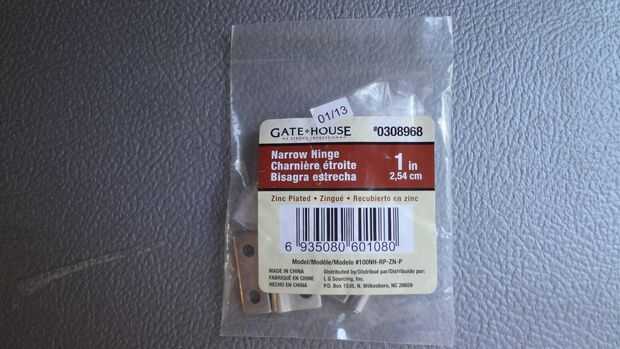 01/13
GATE HOUSE
#0308968
Narrow Hinge
Charnière étroite
Bisagra estrecha
1 in
2,54 cm
Zinc Plated • Zingué • Recubierto en zinc
6 935080 601080
Model/Modèle/Modelo #100NH-RP-ZN-P
MADE IN CHINA
FABRIQUÉ EN CHINE
HECHO EN CHINA
Distributed by/Distribué par/Distribuido por:
L G Sourcing, Inc.
P.O. Box 1535, N. Wilkesboro, NC 28659